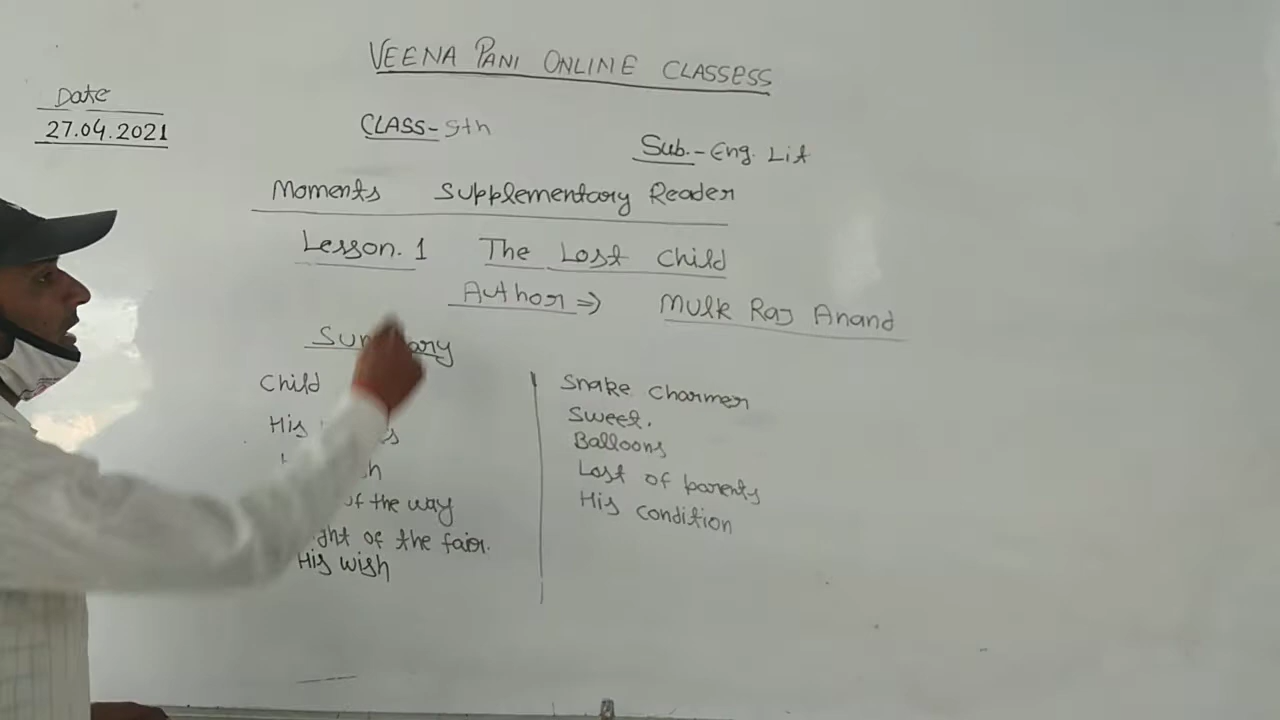 VEENA PANI ONLINE CLASSESS
Date
27.04.2021
CLASS- 9th
Sub.- Eng. Lit
Moments Supplementary Reader
Lesson. 1 The Lost Child
Author ⇒ Mulk Raj Anand
Summary
Child
His
of the way
of the fair.
His wish
Snake charmer
Sweet.
Balloons
Lost of parents
His condition